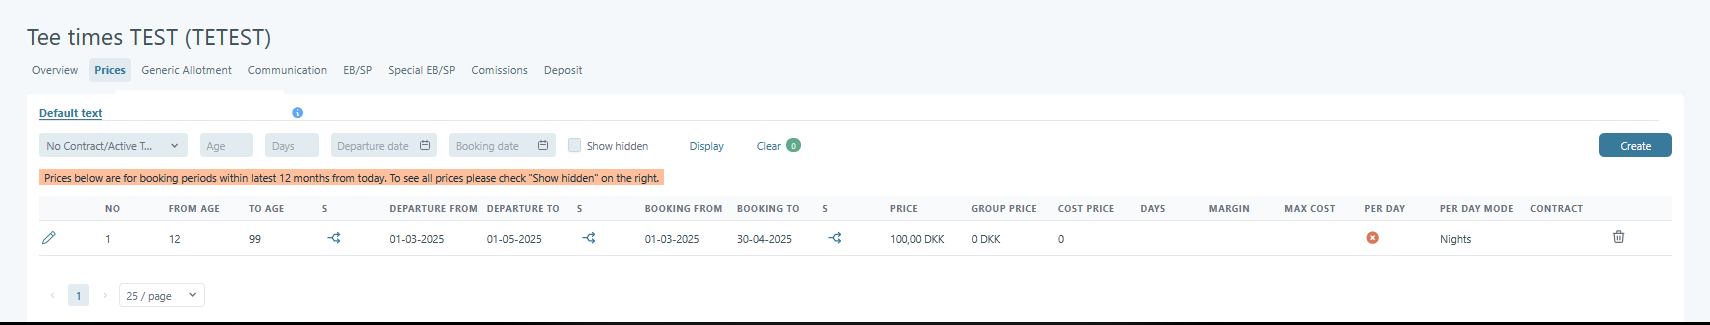 Tee times TEST (TETEST)
Overview Prices Generic Allotment Communication EB/SP Special EB/SP Comissions Deposit
Default text
No Contract/Active T... Age Days Departure date Booking date Show hidden Display Clear 0 Create
Prices below are for booking periods within latest 12 months from today. To see all prices please check "Show hidden" on the right.
NO FROM AGE TO AGE S DEPARTURE FROM DEPARTURE TO S BOOKING FROM BOOKING TO S PRICE GROUP PRICE COST PRICE DAYS MARGIN MAX COST PER DAY PER DAY MODE CONTRACT
1 12 99 01-03-2025 01-05-2025 01-03-2025 30-04-2025 100,00 DKK 0 DKK 0 Nights
1 25 / page